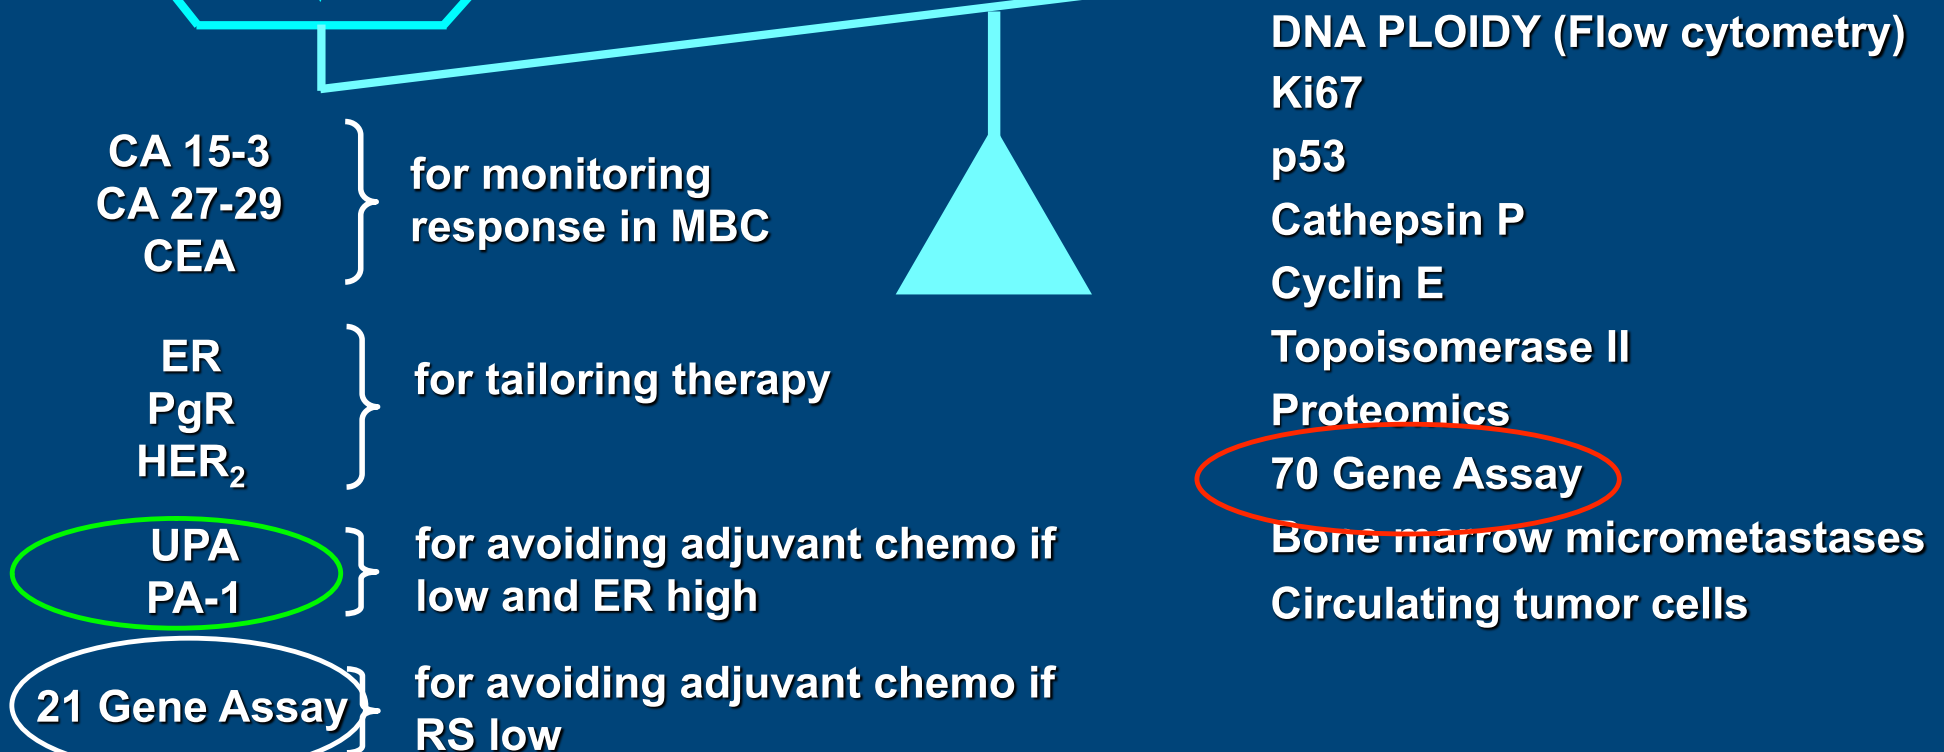 CA 15-3
CA 27-29
CEA
for monitoring
response in MBC
ER
PgR
HER₂
for tailoring therapy
UPA
PA-1
for avoiding adjuvant chemo if
low and ER high
21 Gene Assay
for avoiding adjuvant chemo if
RS low
DNA PLOIDY (Flow cytometry)
Ki67
p53
Cathepsin P
Cyclin E
Topoisomerase II
Proteomics
70 Gene Assay
Bone marrow micrometastases
Circulating tumor cells